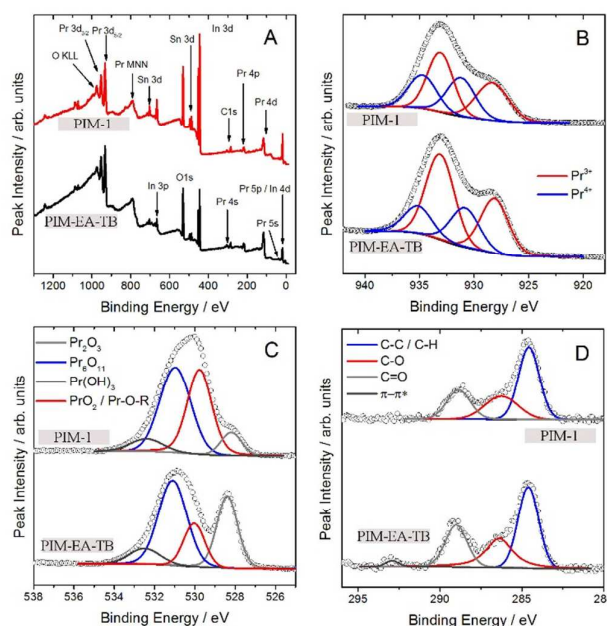 A
Pr 3d3/2 Pr 3d5/2
O KLL
Pr MNN
Sn 3d
Sn 3d
In 3d
C1s
Pr 4p
Pr 4d
PIM-1
In 3p
O1s
Pr 4s
Pr 5p / In 4d
Pr 5s
PIM-EA-TB
Peak Intensity / arb. units
1200 1000 800 600 400 200 0
Binding Energy / eV
B
PIM-1
Pr3+
Pr4+
PIM-EA-TB
Peak Intensity / arb. units
940 935 930 925 920
Binding Energy / eV
C
Pr2O3
Pr6O11
Pr(OH)3
PrO2 / Pr-O-R
PIM-1
PIM-EA-TB
Peak Intensity / arb. units
538 536 534 532 530 528 526
Binding Energy / eV
D
C-C / C-H
C-O
C=O
π–π*
PIM-1
PIM-EA-TB
Peak Intensity / arb. units
295 290 285 28
Binding Energy / eV